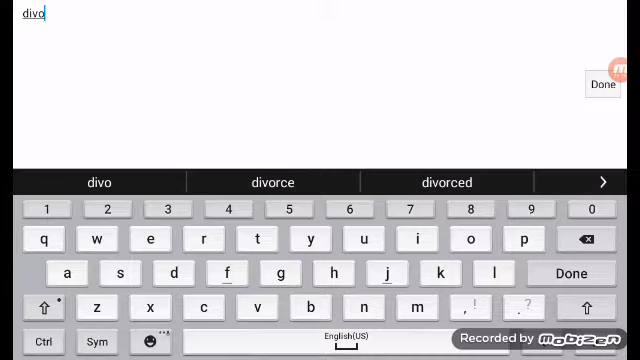 divo
Done
divo divorce divorced
1 2 3 4 5 6 7 8 9 0
q w e r t y u i o p
a s d f g h j k l Done
z x c v b n m , ! . ?
Ctrl Sym English(US)
Recorded by mobizen